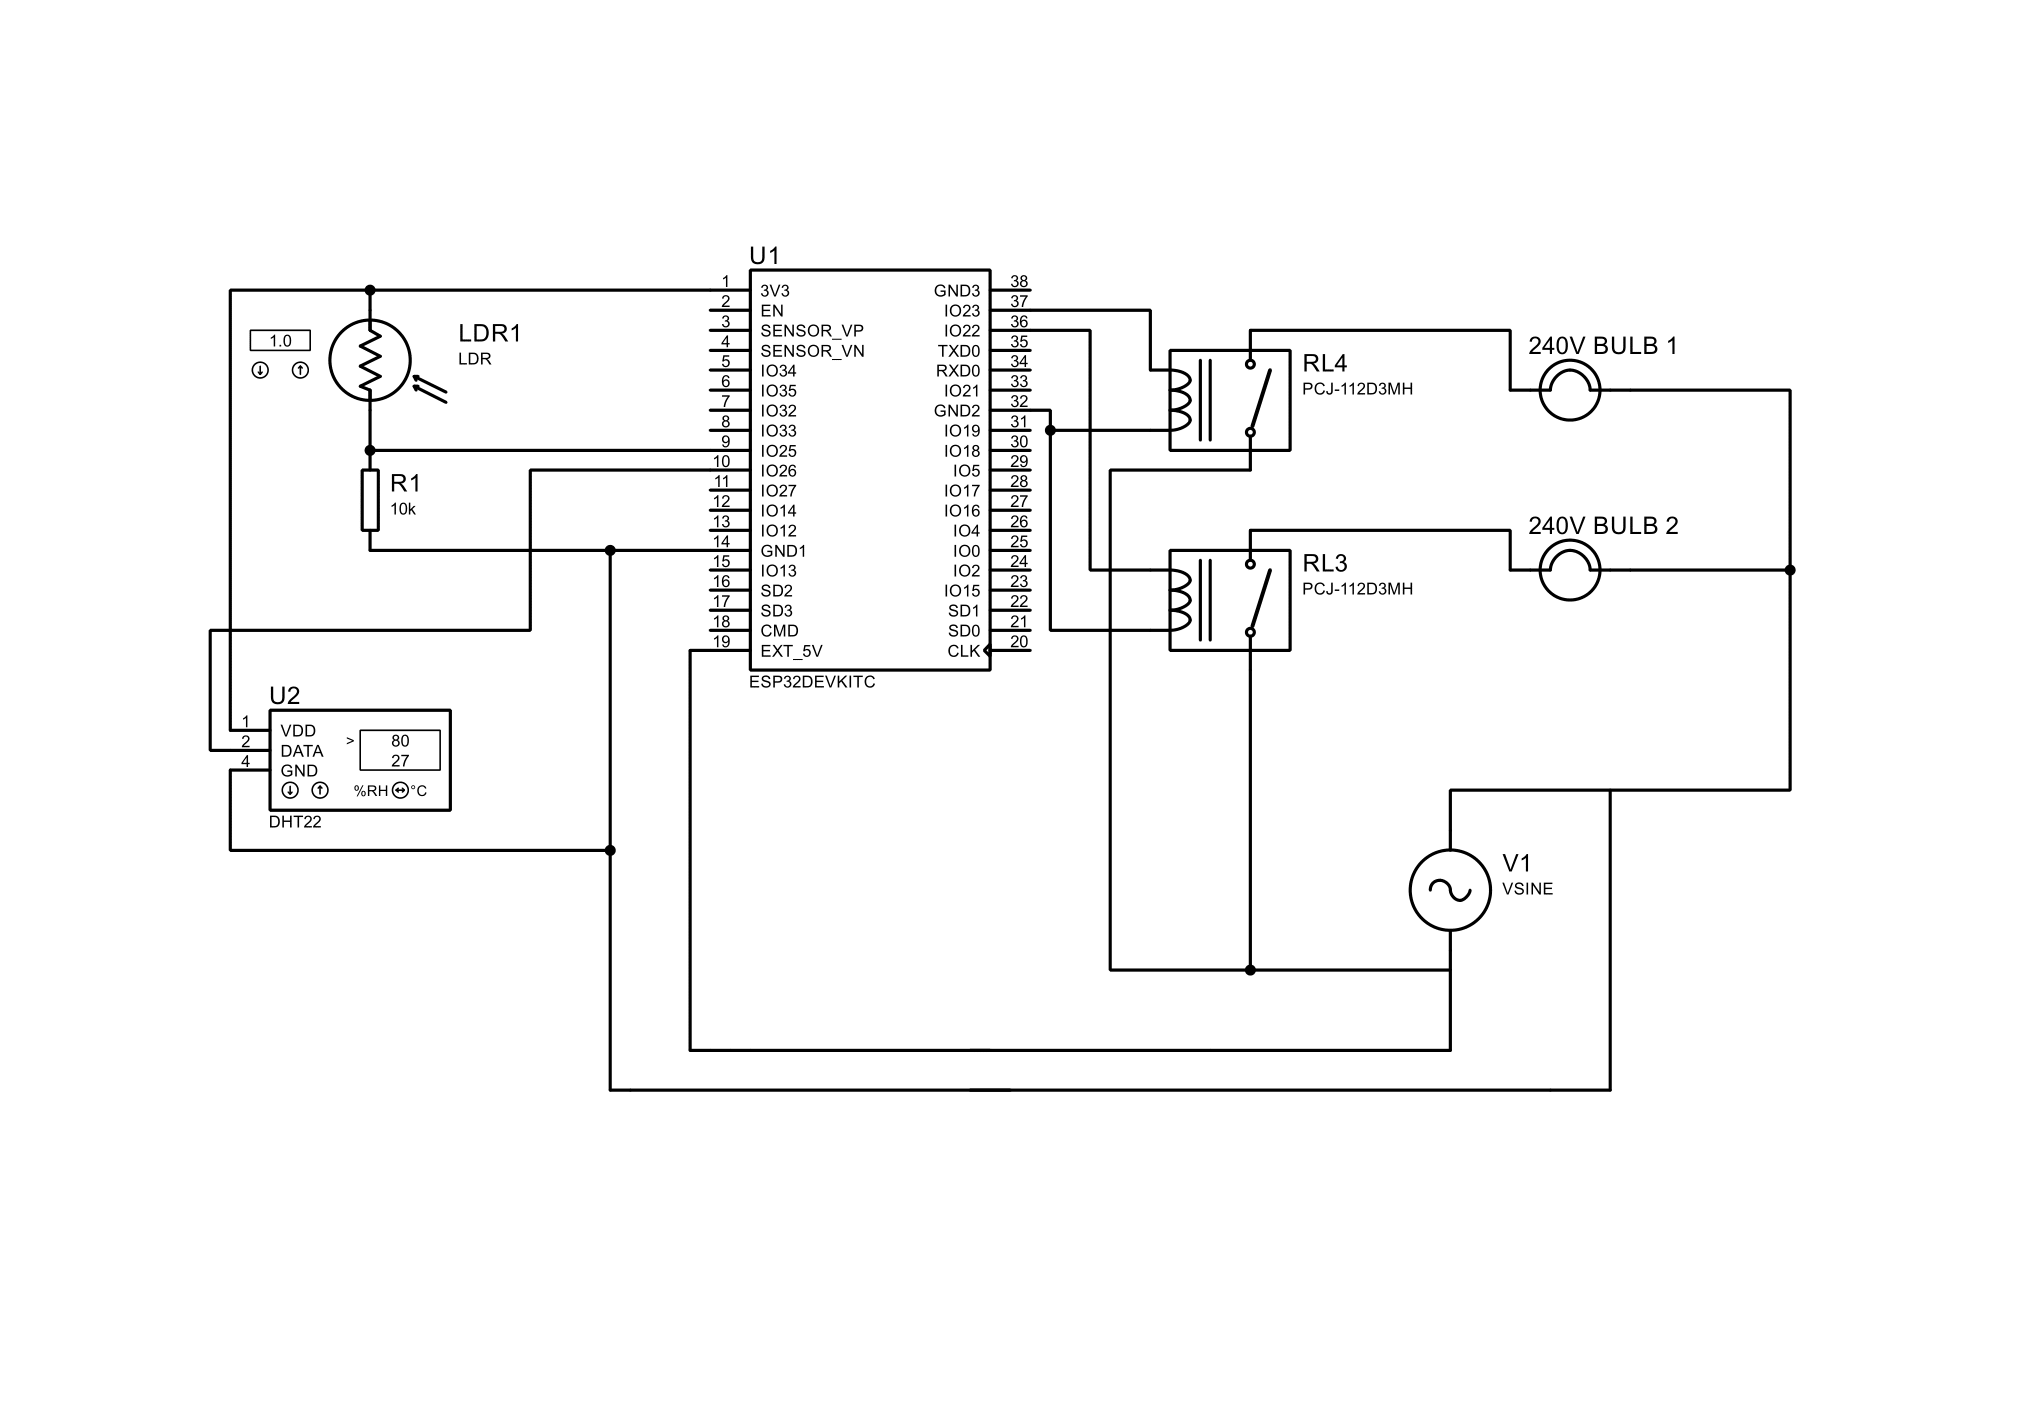 U1
1 3V3 GND3 38
2 EN IO23 37
3 SENSOR_VP IO22 36
4 SENSOR_VN TXD0 35
5 IO34 RXD0 34
6 IO35 IO21 33
7 IO32 GND2 32
8 IO33 IO19 31
9 IO25 IO18 30
10 IO26 IO5 29
11 IO27 IO17 28
12 IO14 IO16 27
13 IO12 IO4 26
14 GND1 IO0 25
15 IO13 IO2 24
16 SD2 IO15 23
17 SD3 SD1 22
18 CMD SD0 21
19 EXT_5V CLK 20
ESP32DEVKITC
1.0
LDR1
LDR
R1
10k
U2
1 VDD
2 DATA
4 GND
>
80
27
%RH °C
DHT22
RL4
PCJ-112D3MH
240V BULB 1
RL3
PCJ-112D3MH
240V BULB 2
V1
VSINE